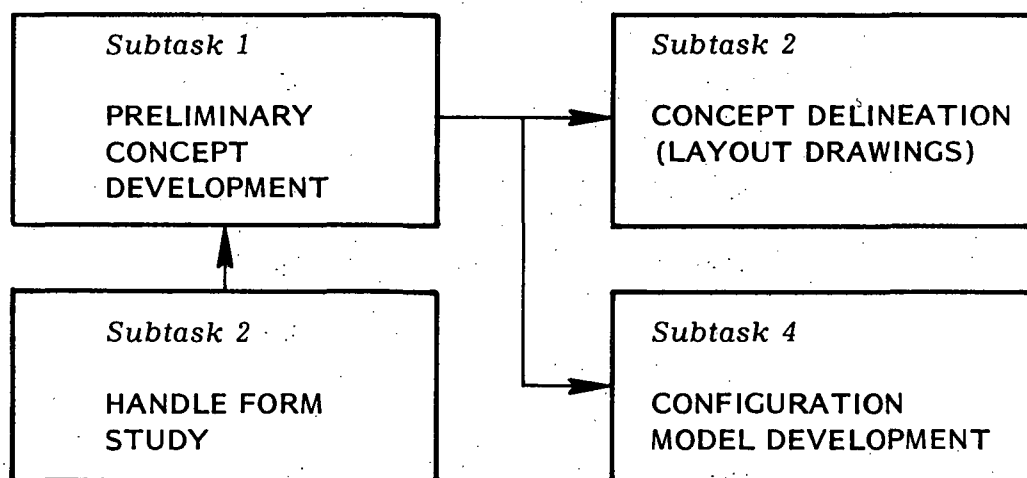 Subtask 1
PRELIMINARY
CONCEPT
DEVELOPMENT
Subtask 2
CONCEPT DELINEATION
(LAYOUT DRAWINGS)
Subtask 2
HANDLE FORM
STUDY
Subtask 4
CONFIGURATION
MODEL DEVELOPMENT